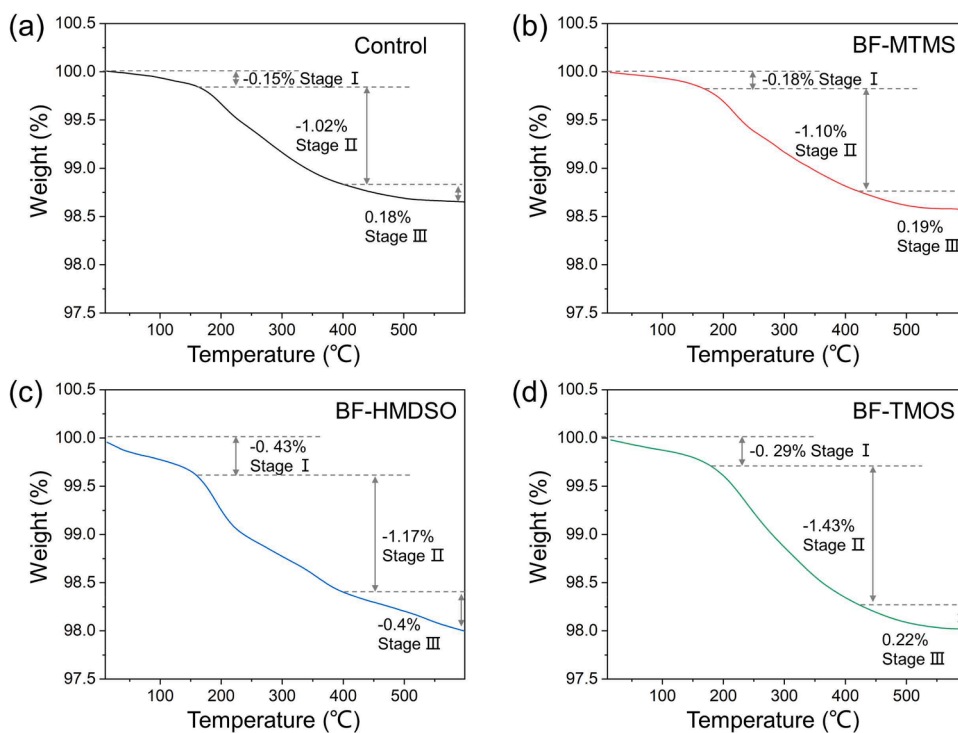 (a)
Control
100.5
100.0
99.5
99.0
98.5
98.0
97.5
Weight (%)
-0.15% Stage Ⅰ
-1.02%
Stage Ⅱ
0.18%
Stage Ⅲ
100 200 300 400 500
Temperature (℃)
(b)
BF-MTMS
100.5
100.0
99.5
99.0
98.5
98.0
97.5
Weight (%)
-0.18% Stage Ⅰ
-1.10%
Stage Ⅱ
0.19%
Stage Ⅲ
100 200 300 400 500
Temperature (℃)
(c)
BF-HMDSO
100.5
100.0
99.5
99.0
98.5
98.0
97.5
Weight (%)
-0. 43%
Stage Ⅰ
-1.17%
Stage Ⅱ
-0.4%
Stage Ⅲ
100 200 300 400 500
Temperature (℃)
(d)
BF-TMOS
100.5
100.0
99.5
99.0
98.5
98.0
97.5
Weight (%)
-0. 29% Stage Ⅰ
-1.43%
Stage Ⅱ
0.22%
Stage Ⅲ
100 200 300 400 500
Temperature (℃)